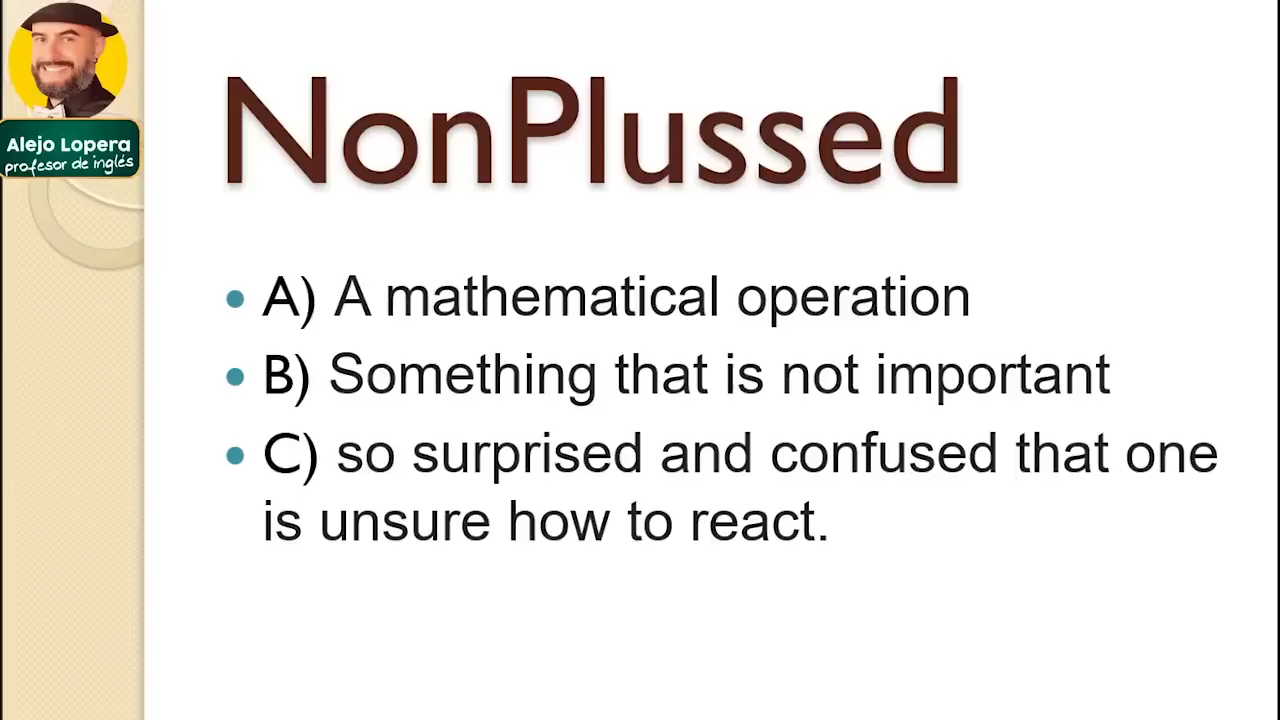 Alejo Lopera
profesor de inglés
NonPlussed
A) A mathematical operation
B) Something that is not important
C) so surprised and confused that one
is unsure how to react.